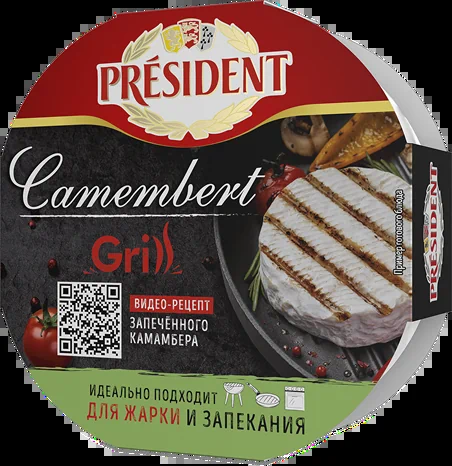 PRÉSIDENT
Camembert
Grill
ВИДЕО-РЕЦЕПТ
ЗАПЕЧЁННОГО
КАМАМБЕРА
ИДЕАЛЬНО ПОДХОДИТ
ДЛЯ ЖАРКИ И ЗАПЕКАНИЯ
Пример готового блюда
PRÉSIDENT